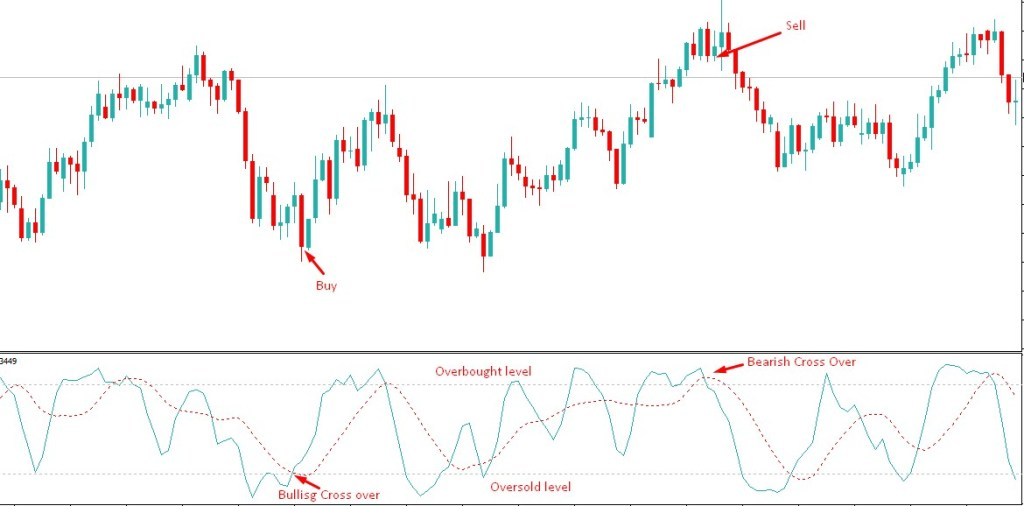 Sell
Buy
3449
Bearish Cross Over
Overbought level
Oversold level
Bullisg Cross over